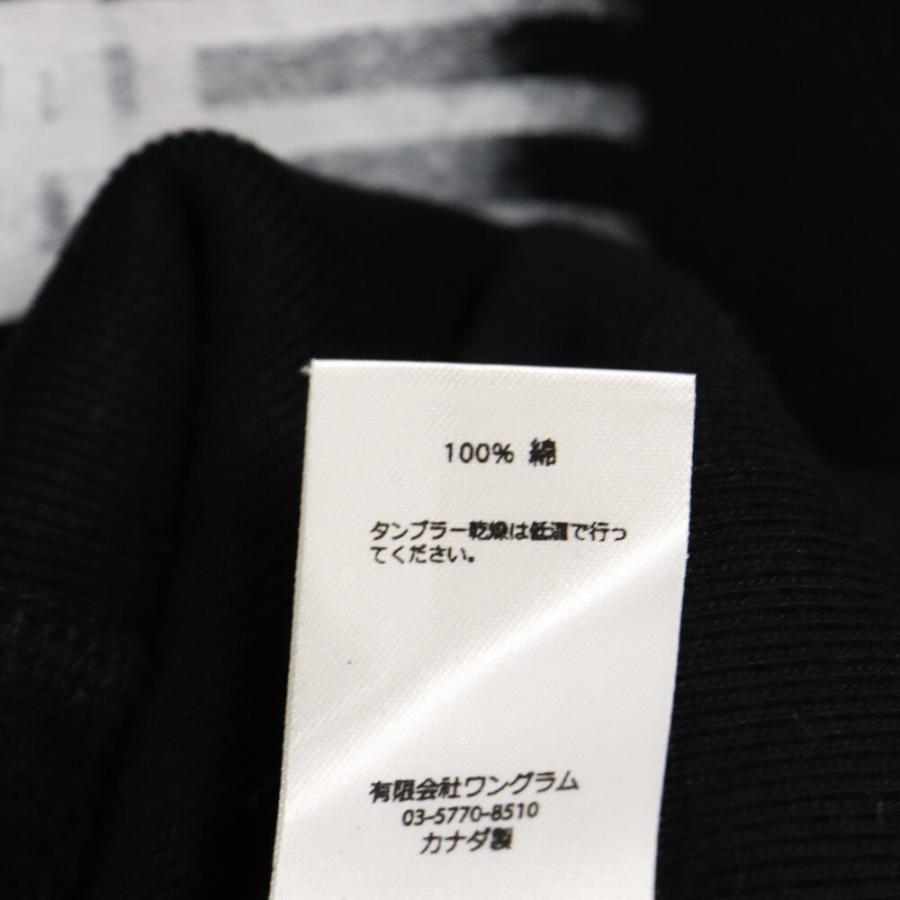 100% 綿
タンブラー乾燥は低温で行っ
てください。
有限会社ワングラム
03-5770-8510
カナダ製